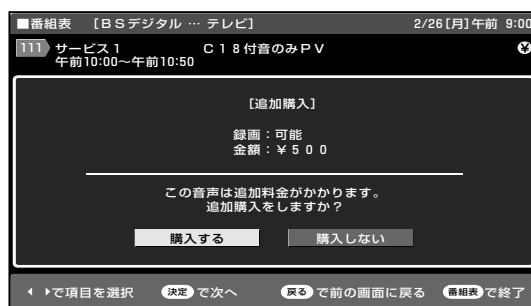 ■番組表 [BSデジタル … テレビ] 2/26[月]午前 9:00
111 サービス1 C18付音のみPV ¥
午前10:00〜午前10:50
[追加購入]
録画:可能
金額:¥500
この音声は追加料金がかかります。
追加購入をしますか?
購入する 購入しない
で項目を選択 決定 で次へ 戻る で前の画面に戻る 番組表 で終了